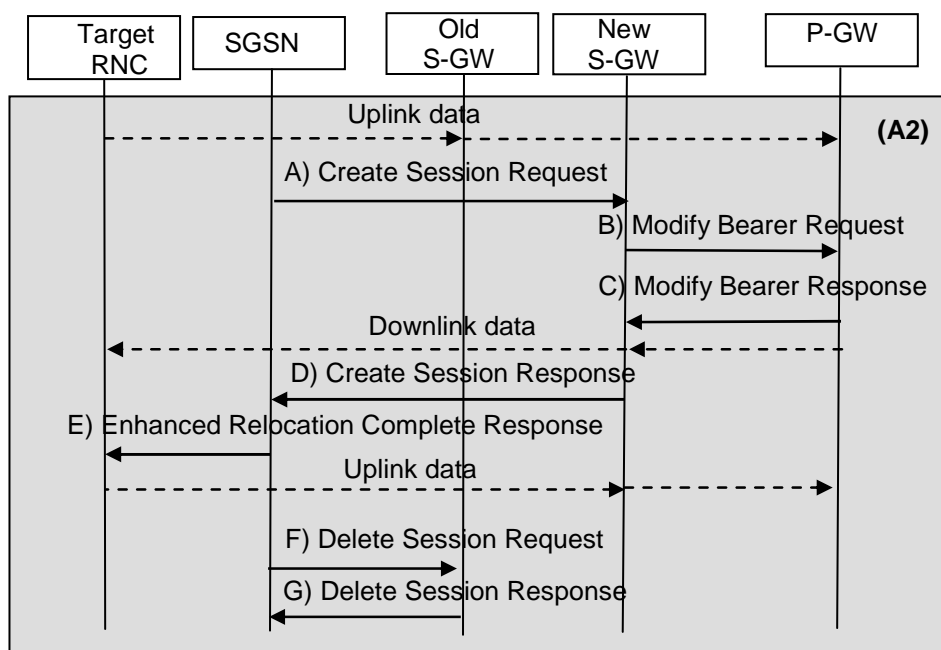 Target
RNC
SGSN
Old
S-GW
New
S-GW
P-GW
Uplink data
(A2)
A) Create Session Request
B) Modify Bearer Request
C) Modify Bearer Response
Downlink data
D) Create Session Response
E) Enhanced Relocation Complete Response
Uplink data
F) Delete Session Request
G) Delete Session Response